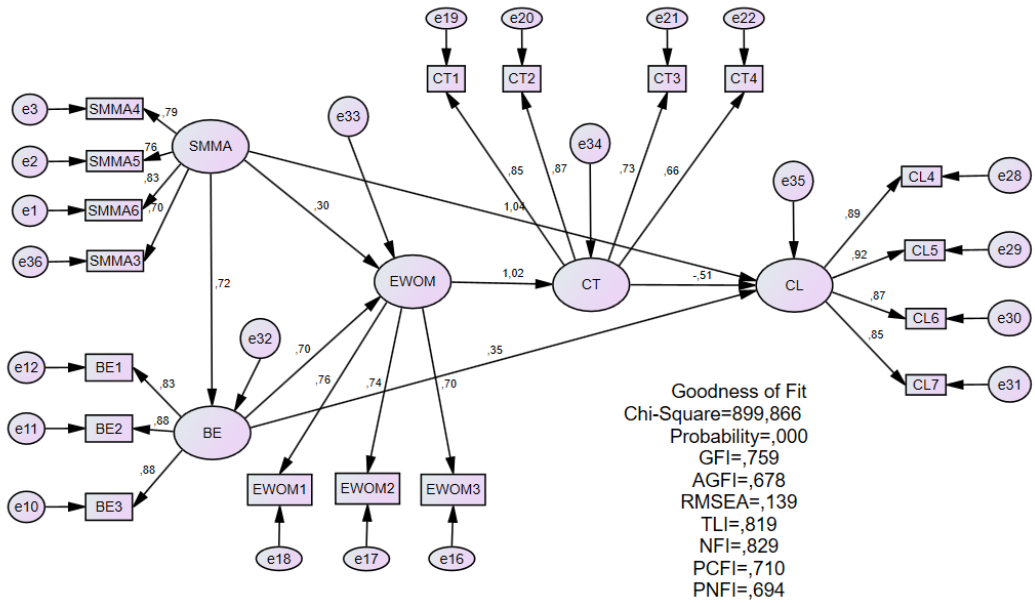 e19
e20
e21
e22
CT1
CT2
CT3
CT4
e3
SMMA4
,79
e33
e2
SMMA5
,76
SMMA
e34
e1
SMMA6
,83
e36
SMMA3
,70
,85
,87
,73
,66
e35
CL4
e28
,30
1,04
,89
CL5
e29
,92
,72
EWOM
1,02
CT
-,51
CL
,87
CL6
e30
,85
CL7
e31
e32
,70
,76
,74
,70
,35
e12
BE1
,83
e11
BE2
,88
BE
e10
BE3
,88
EWOM1
EWOM2
EWOM3
e18
e17
e16
Goodness of Fit
Chi-Square=899,866
Probability=,000
GFI=,759
AGFI=,678
RMSEA=,139
TLI=,819
NFI=,829
PCFI=,710
PNFI=,694